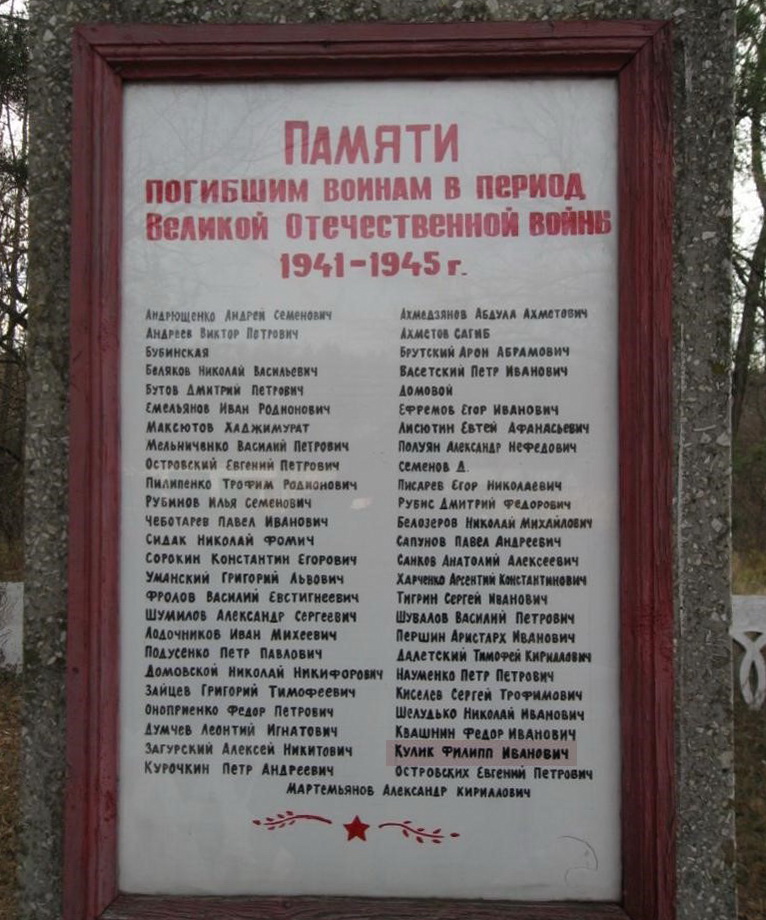 Памяти
погибшим воинам в период
Великой Отечественной войны
1941-1945 г.
Андрющенко Андрей Семенович
Андреев Виктор Петрович
Бубинская
Беляков Николай Васильевич
Бутов Дмитрий Петрович
Емельянов Иван Родионович
Максютов Хаджимурат
Мельниченко Василий Петрович
Островский Евгений Петрович
Пилипенко Трофим Родионович
Рубинов Илья Семенович
Чеботарев Павел Иванович
Сидак Николай Фомич
Сорокин Константин Егорович
Уманский Григорий Львович
Фролов Василий Евстигнеевич
Шумилов Александр Сергеевич
Лодочников Иван Михеевич
Подусенко Петр Павлович
Домовской Николай Никифорович
Зайцев Григорий Тимофеевич
Оноприенко Федор Петрович
Думчев Леонтий Игнатович
Загурский Алексей Никитович
Курочкин Петр Андреевич
Ахмедзянов Абдула Ахметович
Ахметов Сагиб
Брутский Арон Абрамович
Васетский Петр Иванович
Домовой
Ефремов Егор Иванович
Лисютин Евтей Афанасьевич
Полуян Александр Нефедович
Семенов Д.
Писарев Егор Николаевич
Рубис Дмитрий Федорович
Белозеров Николай Михайлович
Сапунов Павел Андреевич
Санков Анатолий Алексеевич
Харченко Арсентий Константинович
Тигрин Сергей Иванович
Шувалов Василий Петрович
Першин Аристарх Иванович
Далетский Тимофей Кириллович
Науменко Петр Петрович
Киселев Сергей Трофимович
Шелудько Николай Иванович
Квашнин Федор Иванович
Кулик Филипп Иванович
Островских Евгений Петрович
Мартемьянов Александр Кириллович